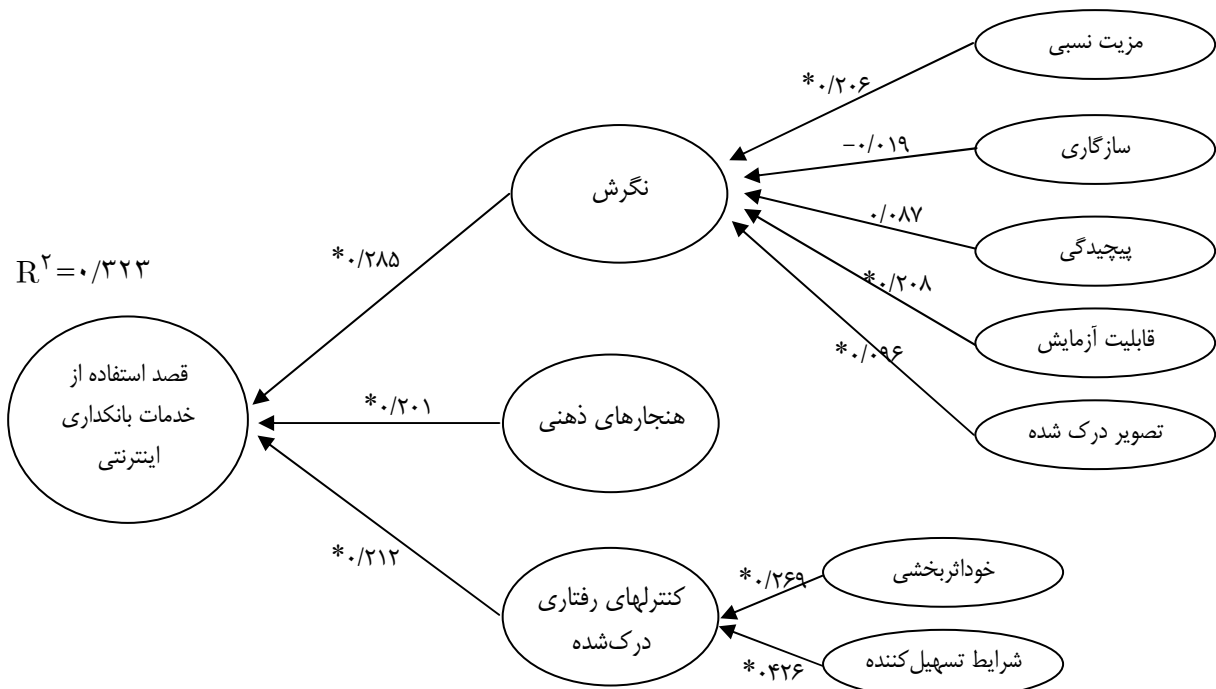 مزیت نسبی
*۰/۲۰۶
سازگاری
-۰/۰۱۹
نگرش
۰/۰۸۷
پیچیدگی
*۰/۲۸۵
R²=۰/۳۲۳
*۰/۲۰۸
قابلیت آزمایش
*۰/۰۹۶
قصد استفاده از
خدمات بانکداری
اینترنتی
*۰/۲۰۱
هنجارهای ذهنی
تصویر درک شده
*۰/۲۱۲
خوداثربخشی
*۰/۲۶۹
کنترلهای رفتاری
درک‌شده
شرایط تسهیل‌کننده
*۰۴۲۶